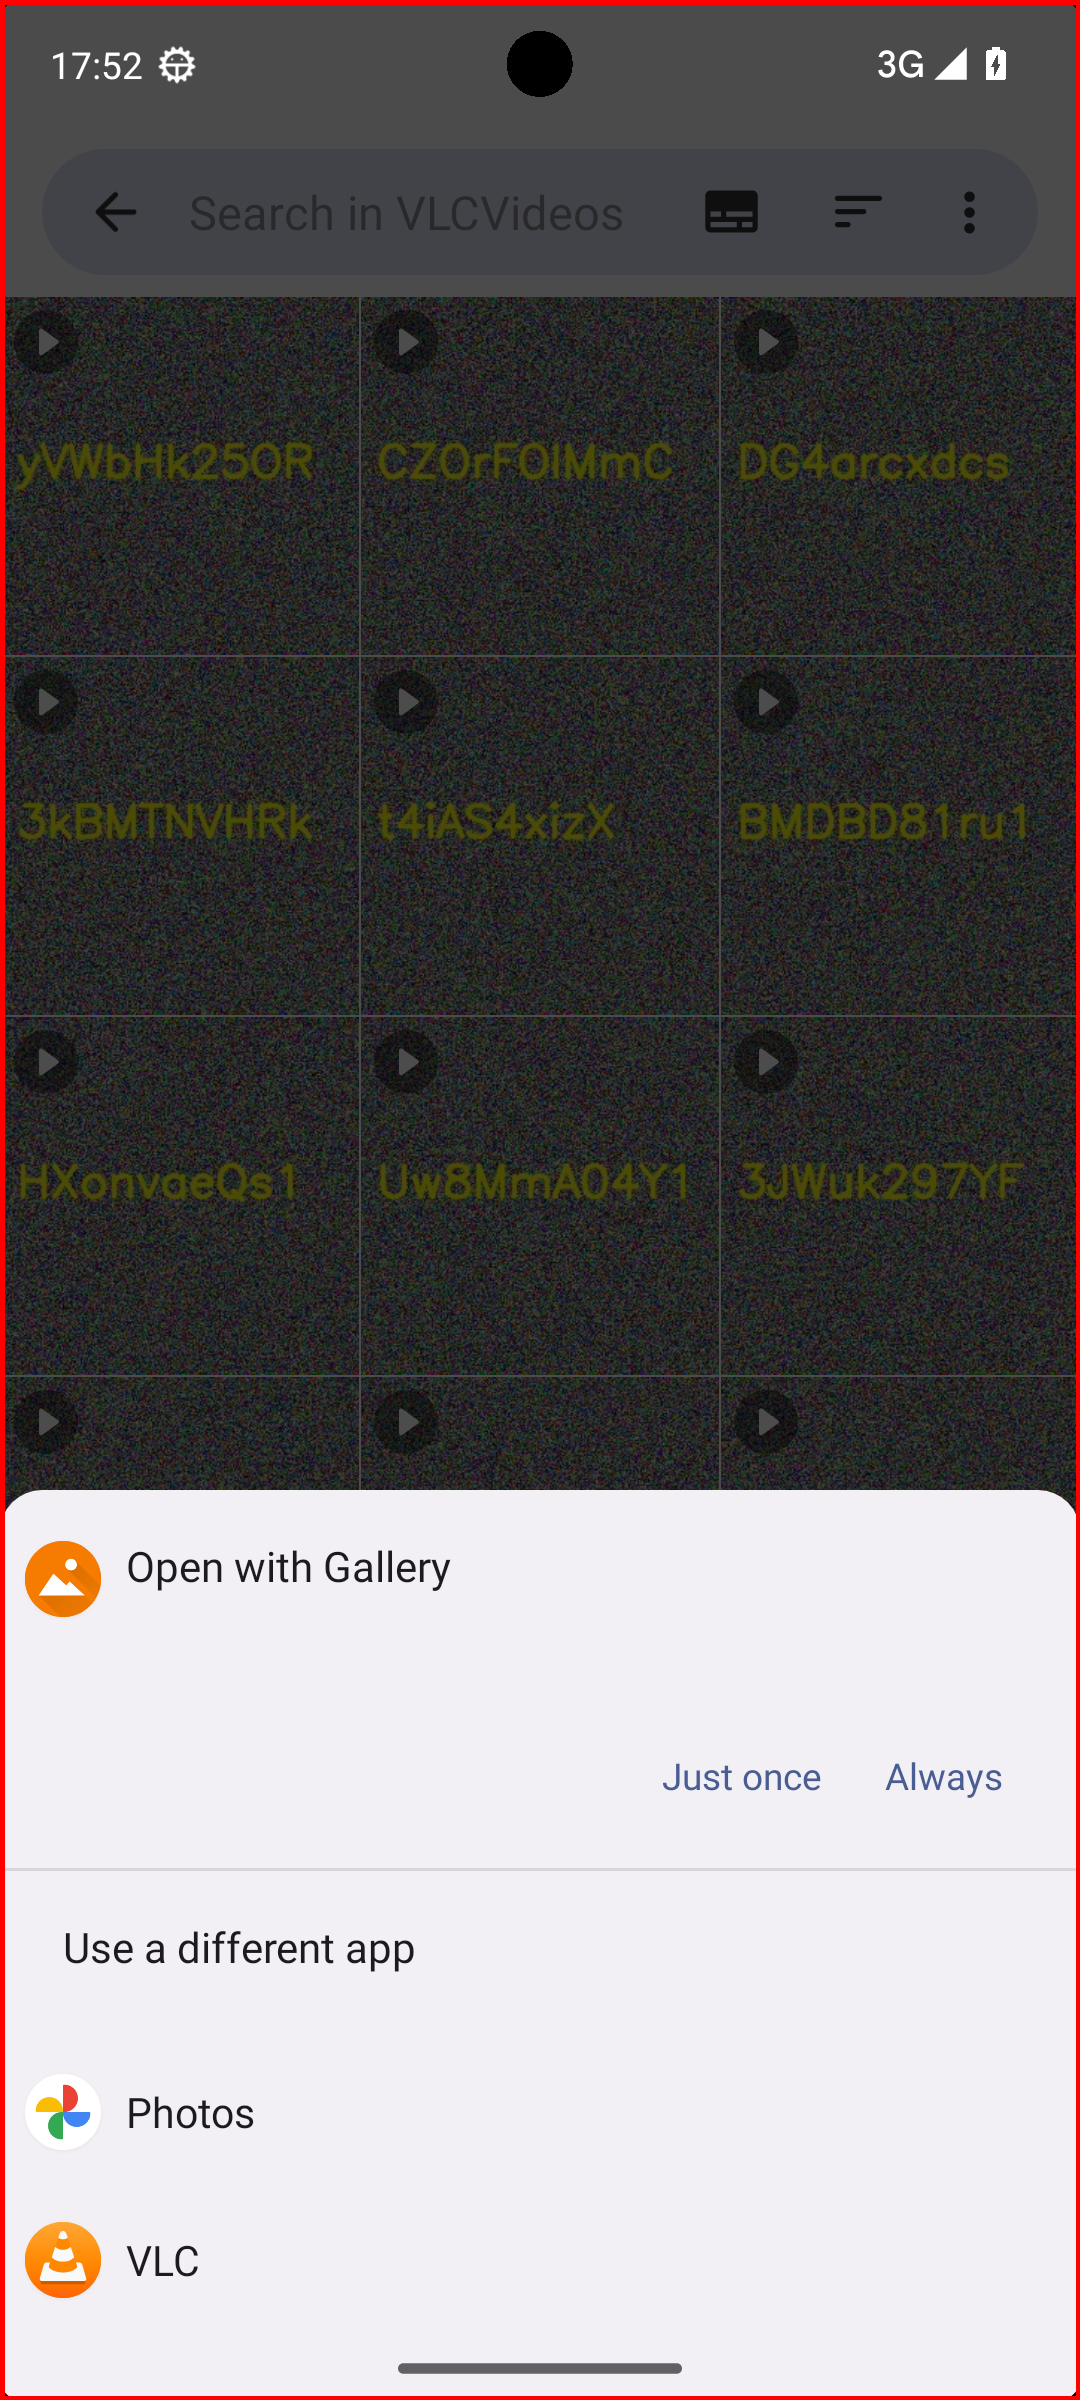 17:52
3G
Search in VLCVideos
yVWbHk25OR
CZ0rFOIMmC
DG4arcxdcs
3kBMTNVHRk
t4iAS4xizX
BMDBD81ru1
HXonvaeQs1
Uw8MmA04Y1
3JWuk297YF
Open with Gallery
Just once
Always
Use a different app
Photos
VLC